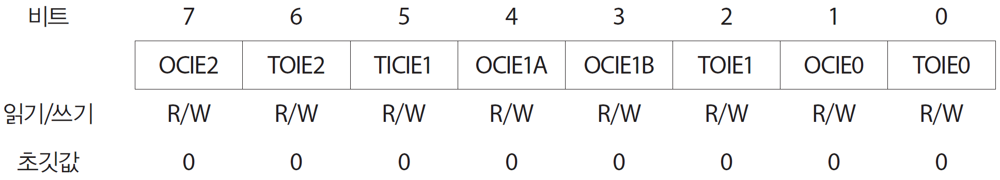 비트 7 6 5 4 3 2 1 0
OCIE2 TOIE2 TICIE1 OCIE1A OCIE1B TOIE1 OCIE0 TOIE0
읽기/쓰기 R/W R/W R/W R/W R/W R/W R/W R/W
초깃값 0 0 0 0 0 0 0 0